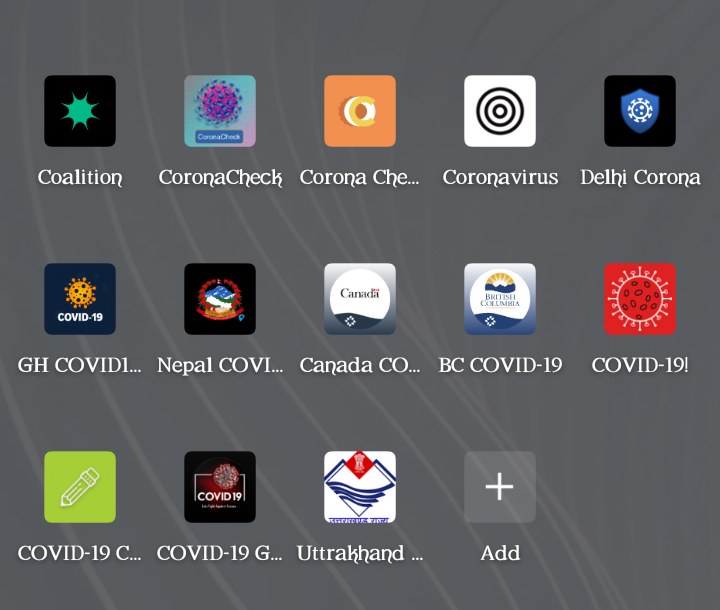 CoronaCheck
Coalition
CoronaCheck
Corona Che...
Coronavirus
Delhi Corona
COVID-19
Canada
BRITISH
COLUMBIA
GH COVID1...
Nepal COVI...
Canada CO...
BC COVID-19
COVID-19!
COVID19
COVID-19 C...
COVID-19 G...
Uttrakhand ...
Add